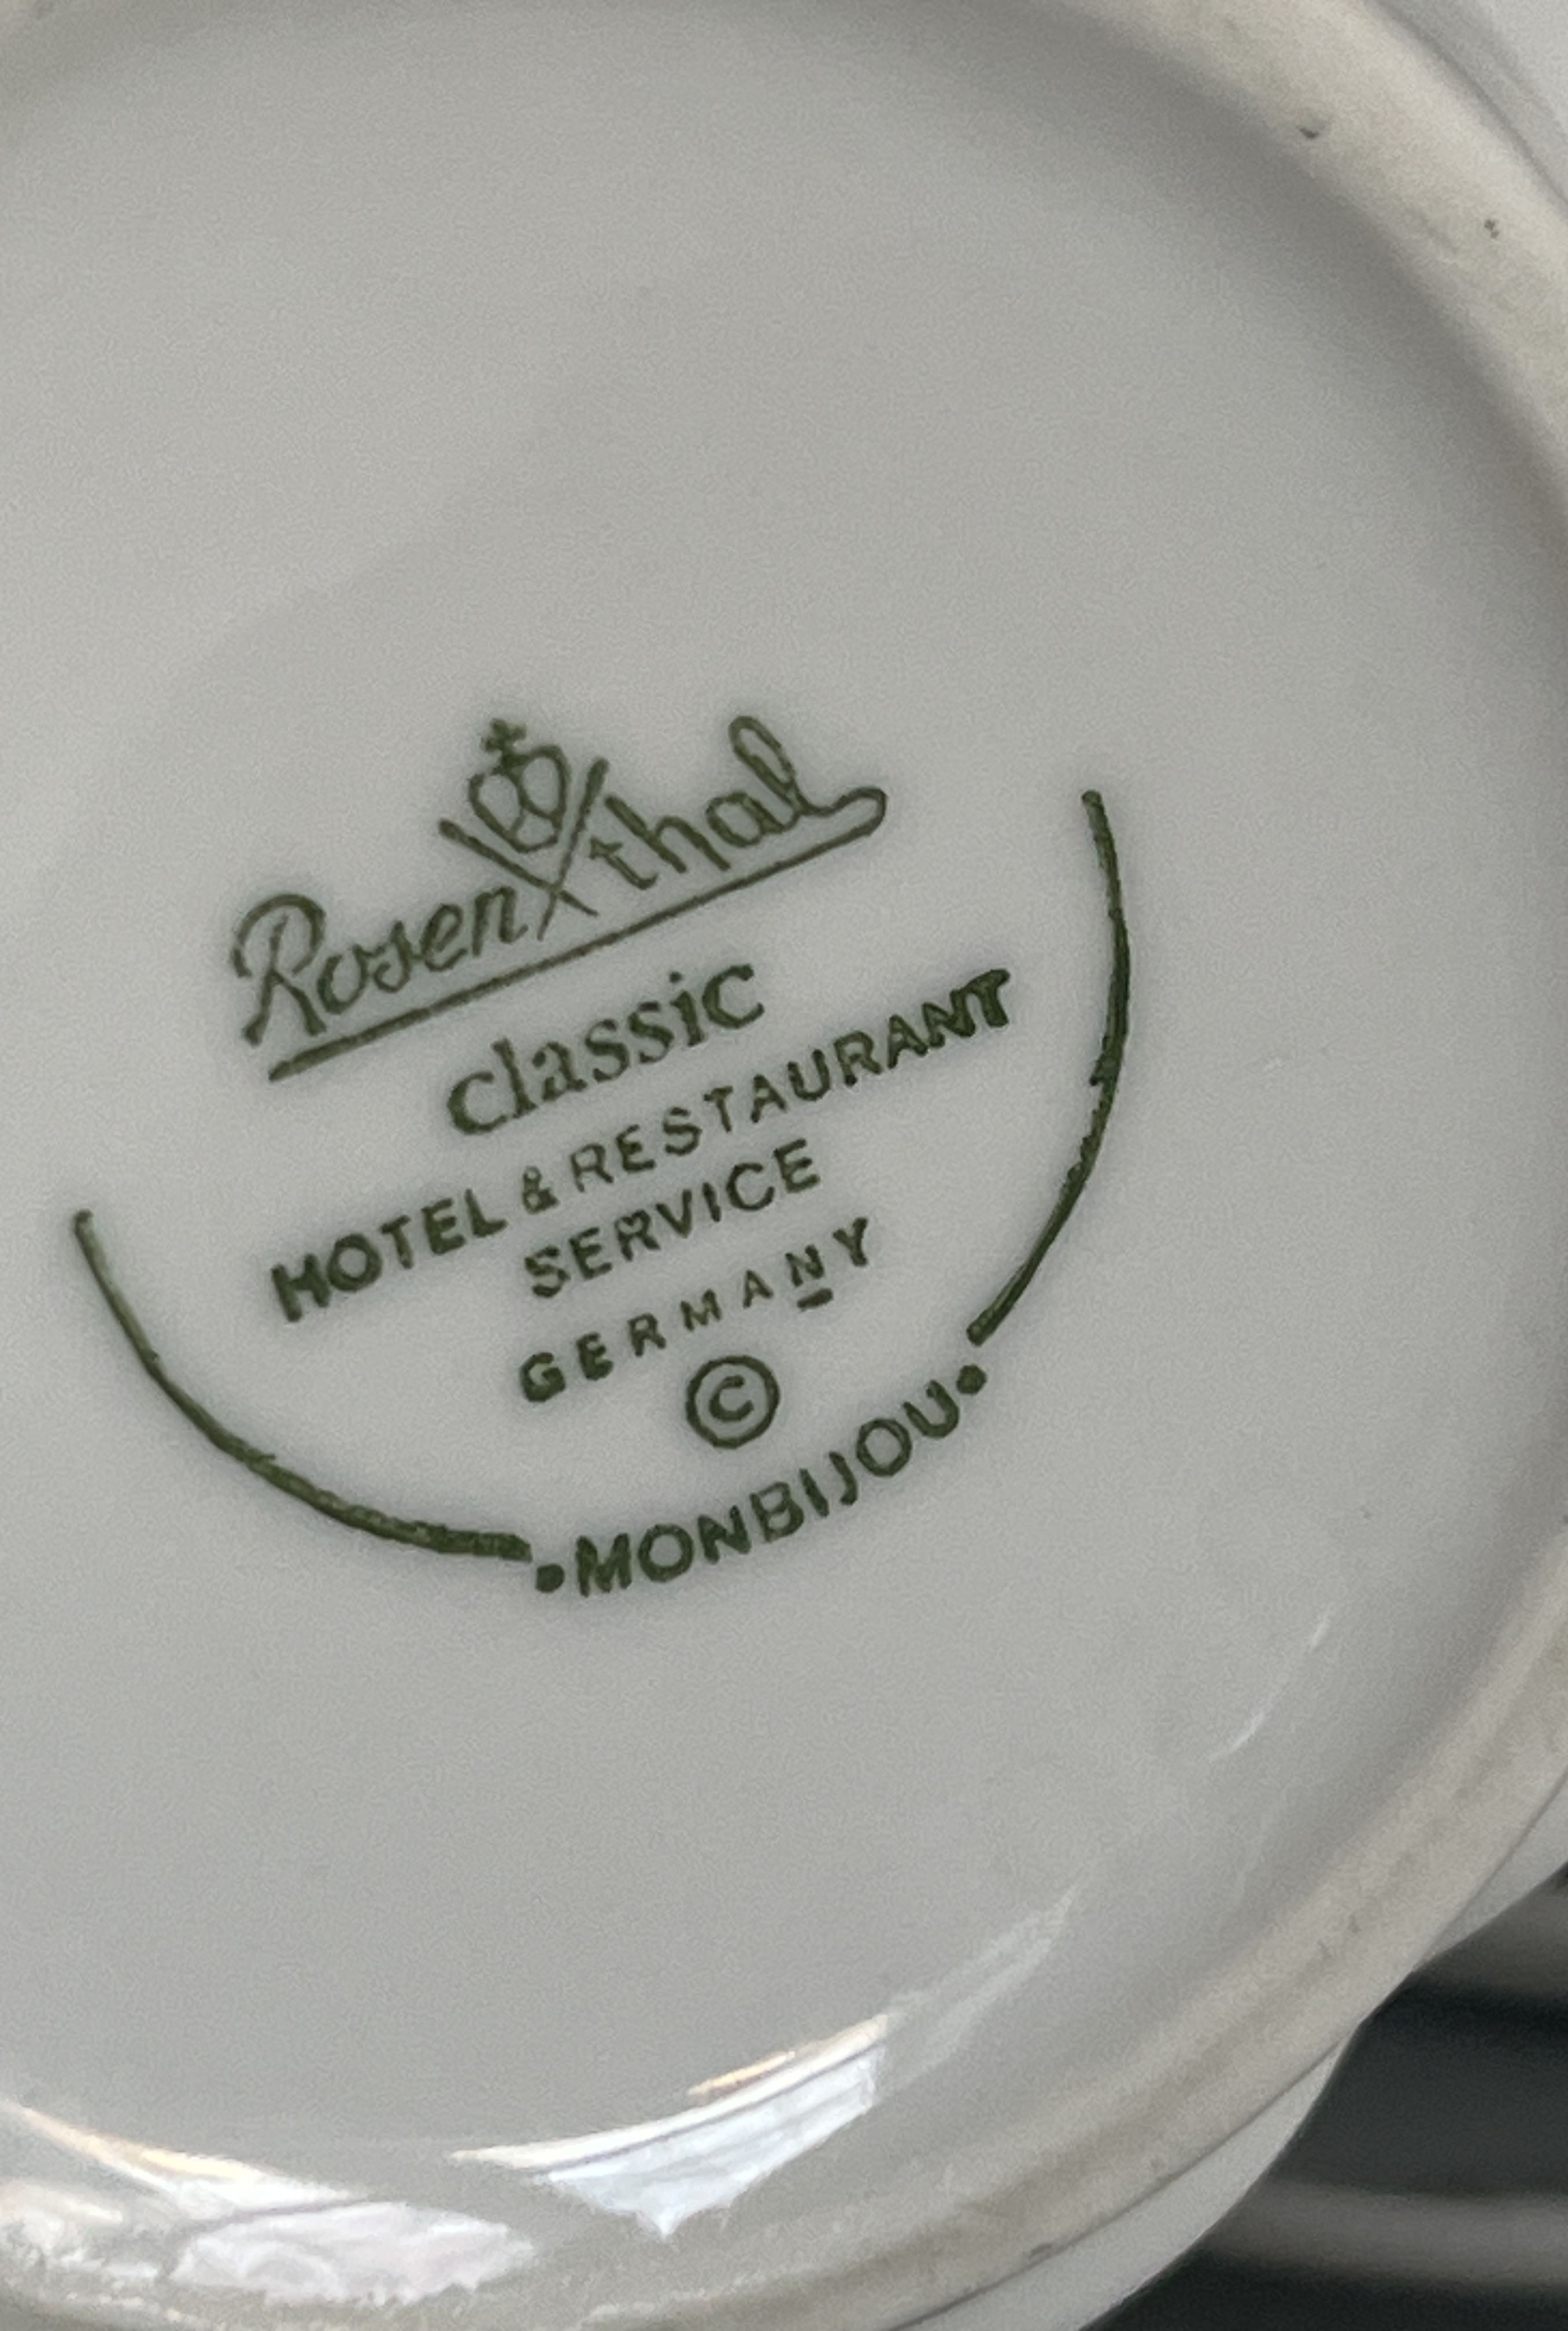 Rosenthal
classic
HOTEL & RESTAURANT
SERVICE
GERMANY
©
•MONBIJOU•